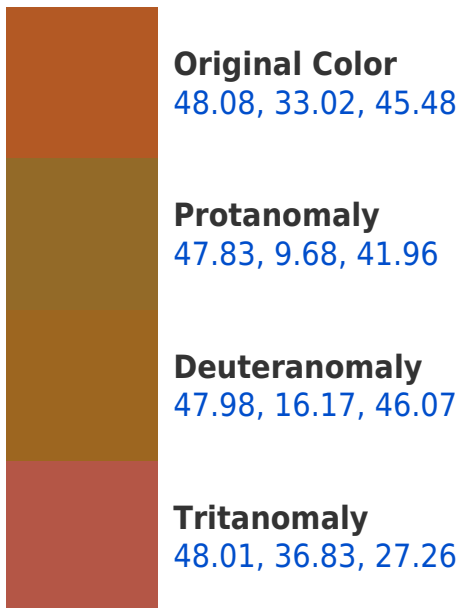 Original Color
48.08, 33.02, 45.48
Protanomaly
47.83, 9.68, 41.96
Deuteranomaly
47.98, 16.17, 46.07
Tritanomaly
48.01, 36.83, 27.26